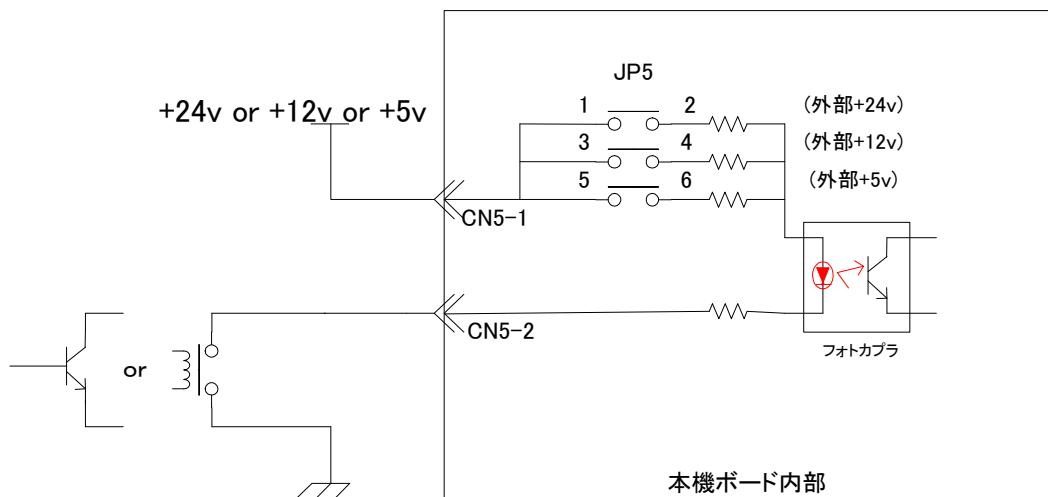 JP5
+24v or +12v or +5v
1 2 (外部+24v)
3 4 (外部+12v)
5 6 (外部+5v)
CN5-1
CN5-2
フォトカプラ
or
本機ボード内部